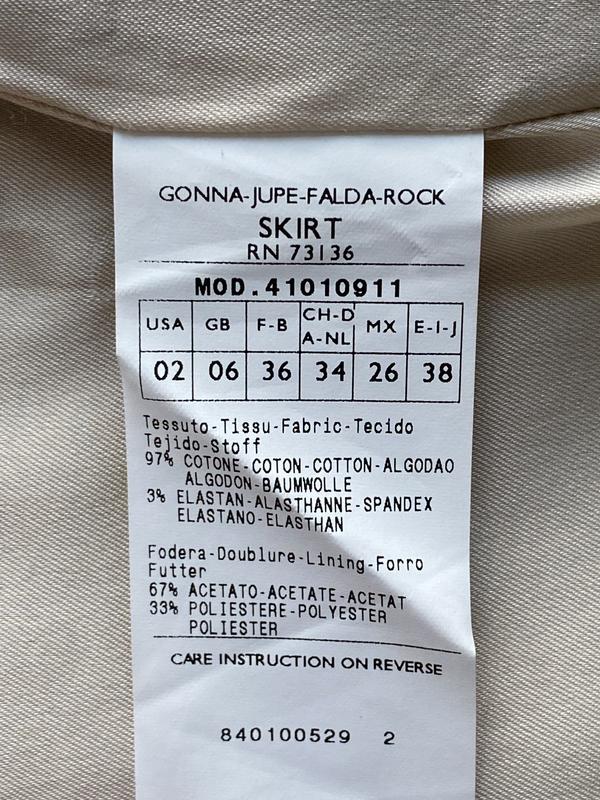 GONNA-JUPE-FALDA-ROCK
SKIRT
RN 73136
MOD.41010911
USA GB F-B CH-D A-NL MX E-I-J
02 06 36 34 26 38
Tessuto-Tissu-Fabric-Tecido
Tejido-Stoff
97% COTONE-COTON-COTTON-ALGODAO
ALGODON-BAUMWOLLE
3% ELASTAN-ALASTHANNE-SPANDEX
ELASTANO-ELASTHAN
Fodera-Doublure-Lining-Forro
Futter
67% ACETATO-ACETATE-ACETAT
33% POLIESTERE-POLYESTER
POLIESTER
CARE INSTRUCTION ON REVERSE
840100529 2